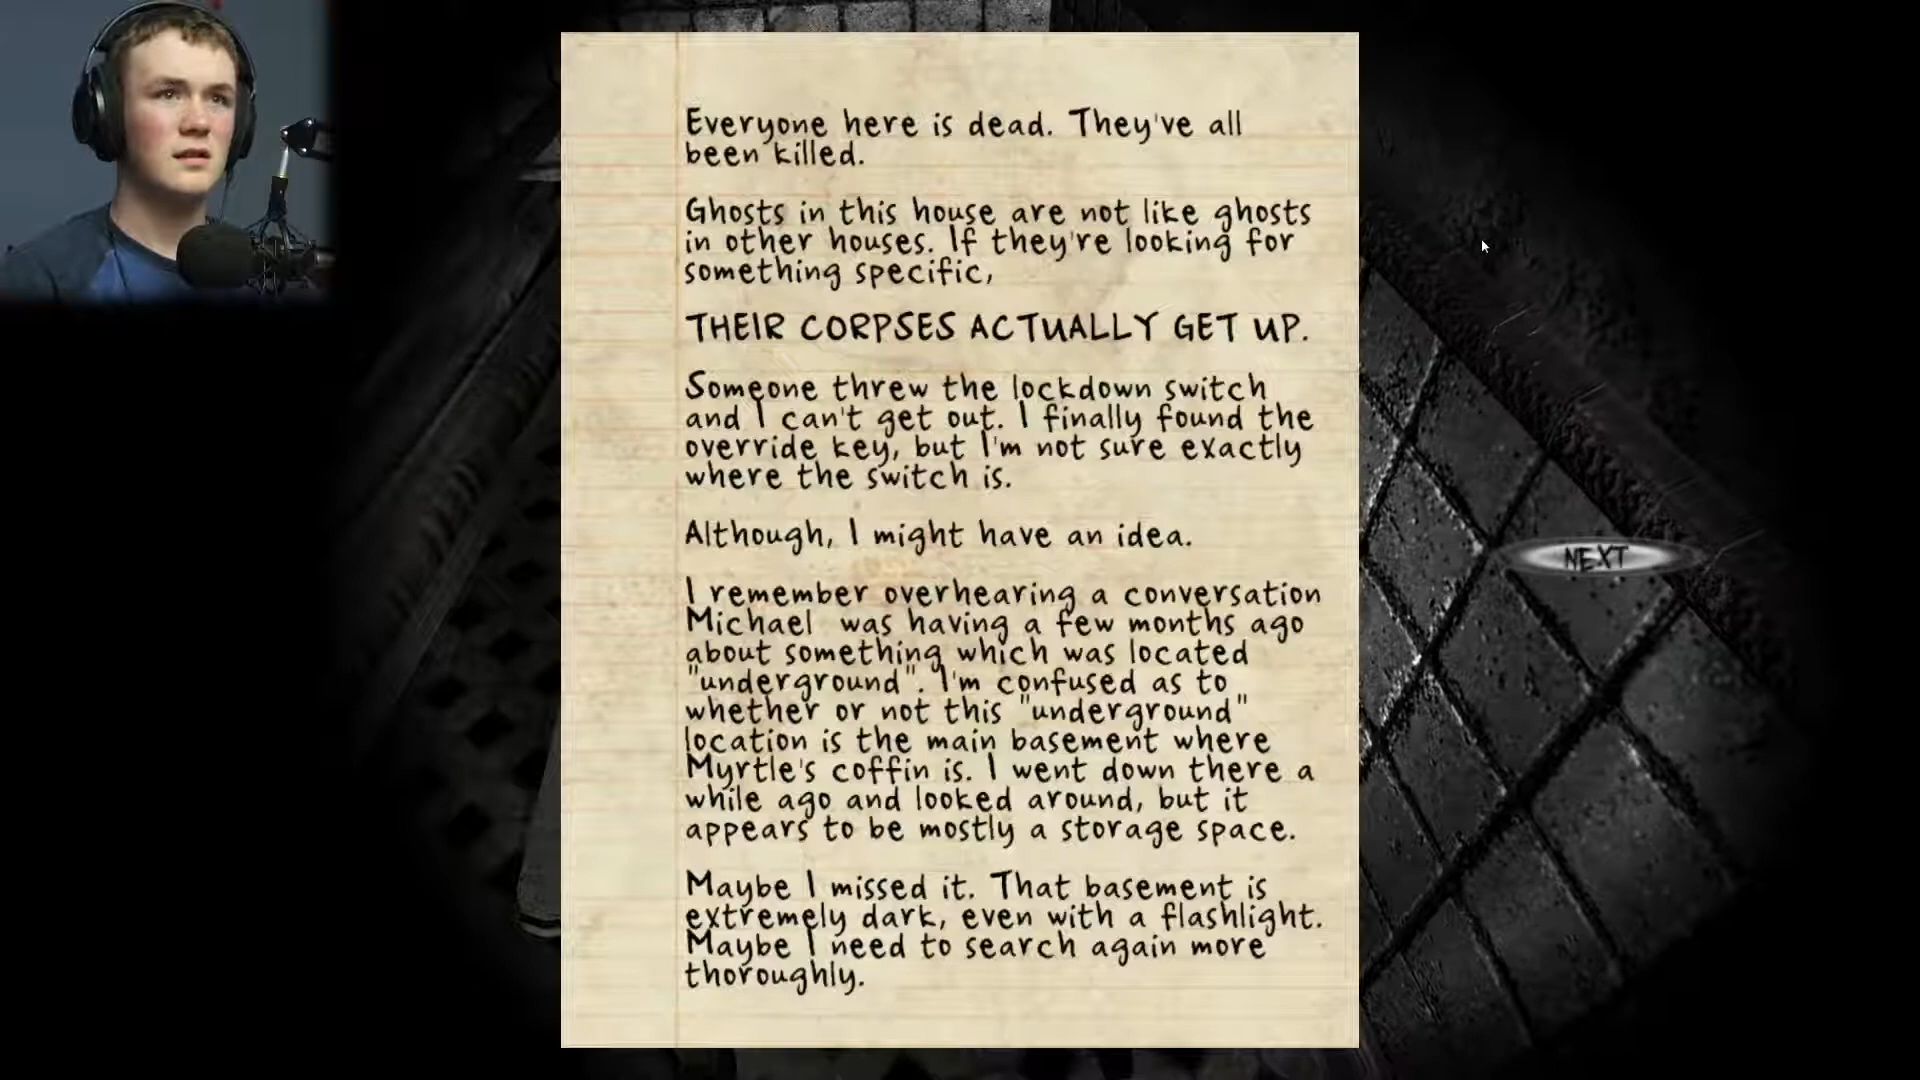 Everyone here is dead. They've all
been killed.
Ghosts in this house are not like ghosts
in other houses. If they're looking for
something specific,
THEIR CORPSES ACTUALLY GET UP.
Someone threw the lockdown switch
and I can't get out. I finally found the
override key, but I'm not sure exactly
where the switch is.
Although, I might have an idea.
I remember overhearing a conversation
Michael was having a few months ago
about something which was located
"underground". I'm confused as to
whether or not this "underground"
location is the main basement where
Myrtle's coffin is. I went down there a
while ago and looked around, but it
appears to be mostly a storage space.
Maybe I missed it. That basement is
extremely dark, even with a flashlight.
Maybe I need to search again more
thoroughly.
NEXT